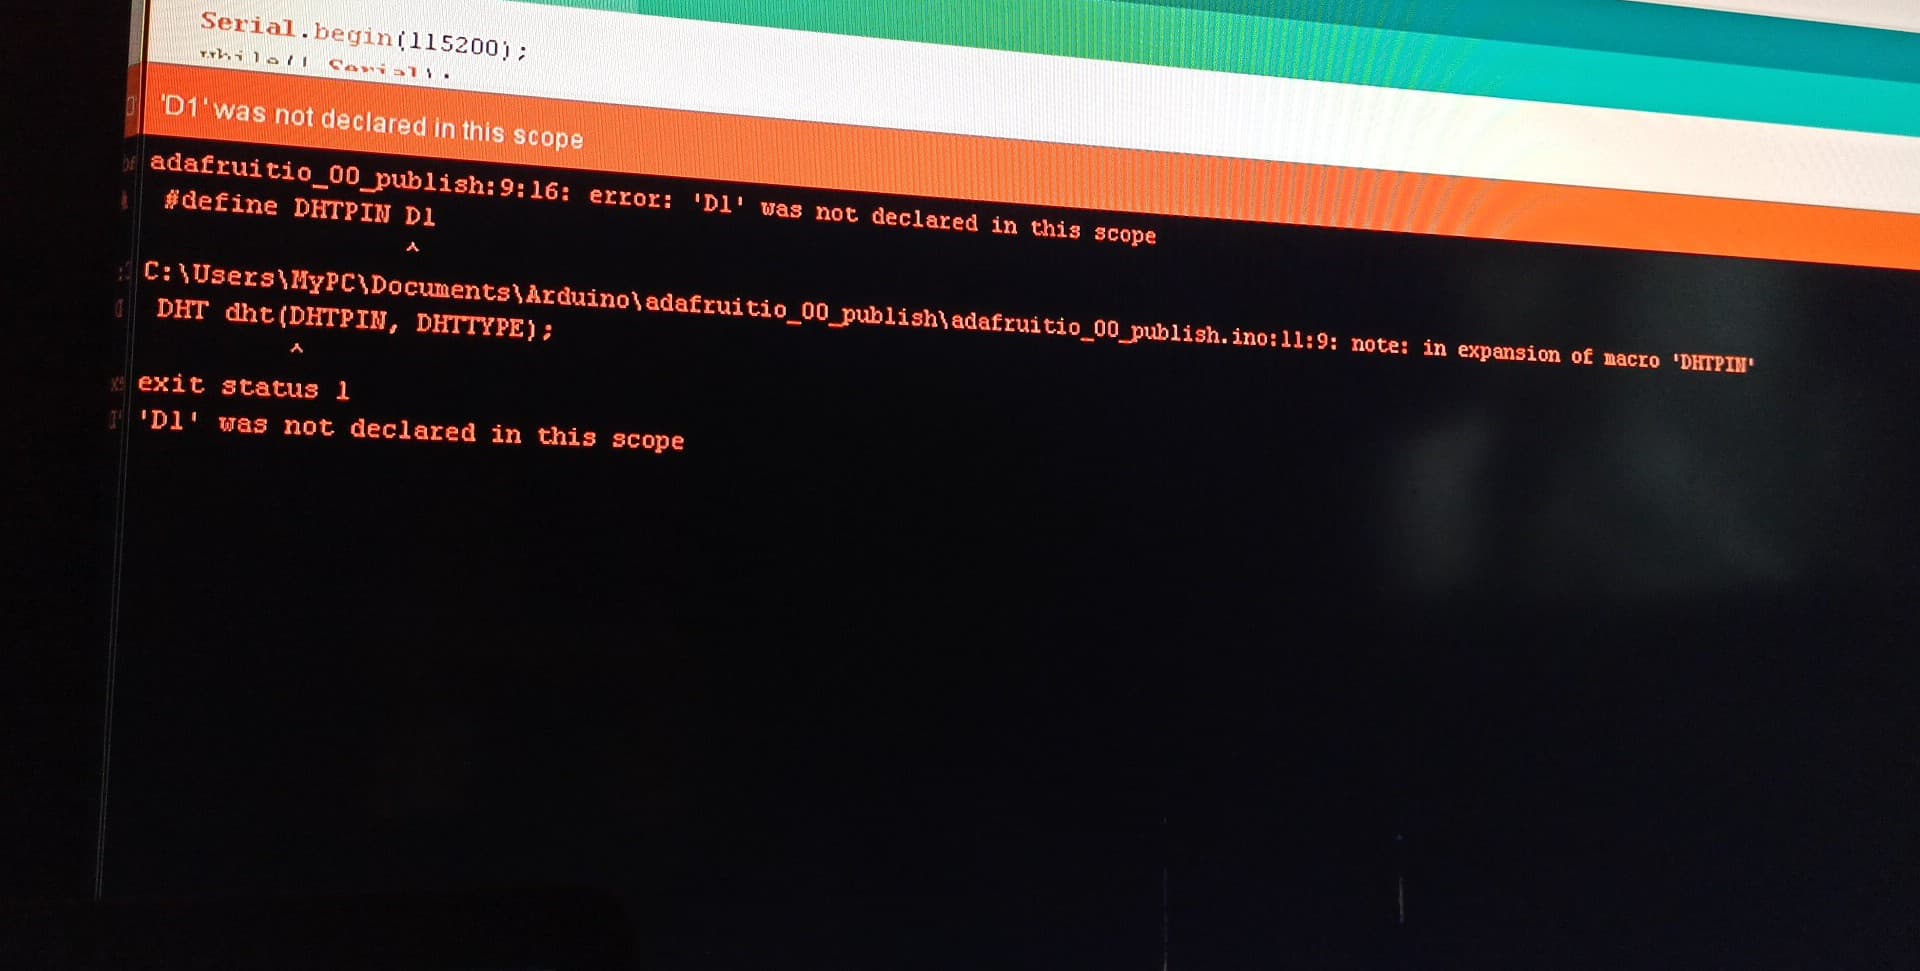 Serial.begin(115200);
while(! Serial);
'D1' was not declared in this scope
adafruitio_00_publish:9:16: error: 'D1' was not declared in this scope
#define DHTPIN D1
^
C:\Users\MyPC\Documents\Arduino\adafruitio_00_publish\adafruitio_00_publish.ino:11:9: note: in expansion of macro 'DHTPIN'
DHT dht(DHTPIN, DHTTYPE);
^
exit status 1
'D1' was not declared in this scope